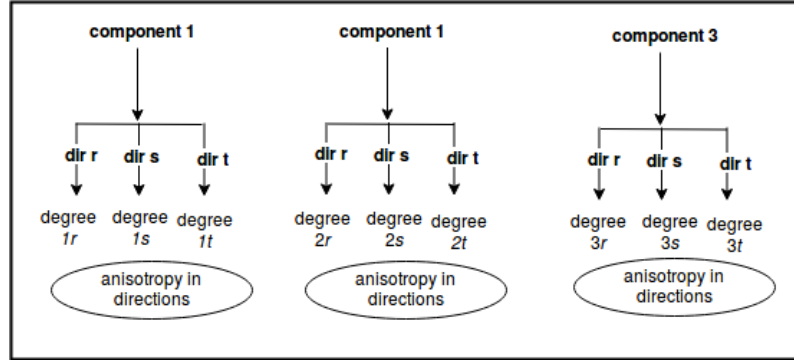 component 1
component 1
component 3
dir r
dir s
dir t
dir r
dir s
dir t
dir r
dir s
dir t
degree
1r
degree
1s
degree
1t
degree
2r
degree
2s
degree
2t
degree
3r
degree
3s
degree
3t
anisotropy in
directions
anisotropy in
directions
anisotropy in
directions